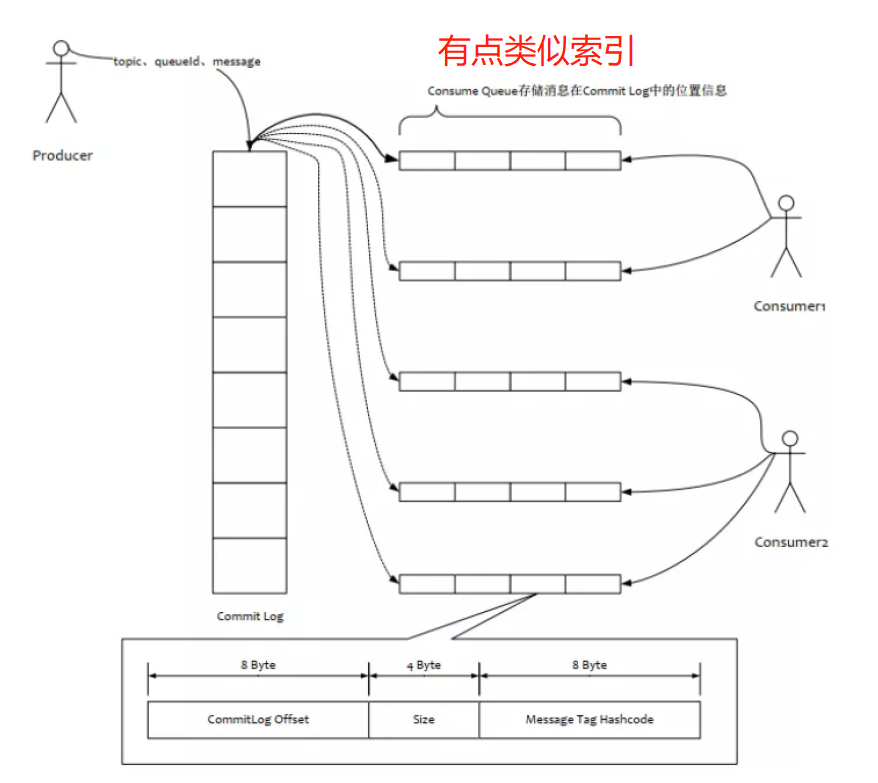 有点类似索引
topic、queueId、message
Consume Queue存储消息在Commit Log中的位置信息
Producer
Consumer1
Consumer2
Commit Log
8 Byte
4 Byte
8 Byte
CommitLog Offset
Size
Message Tag Hashcode